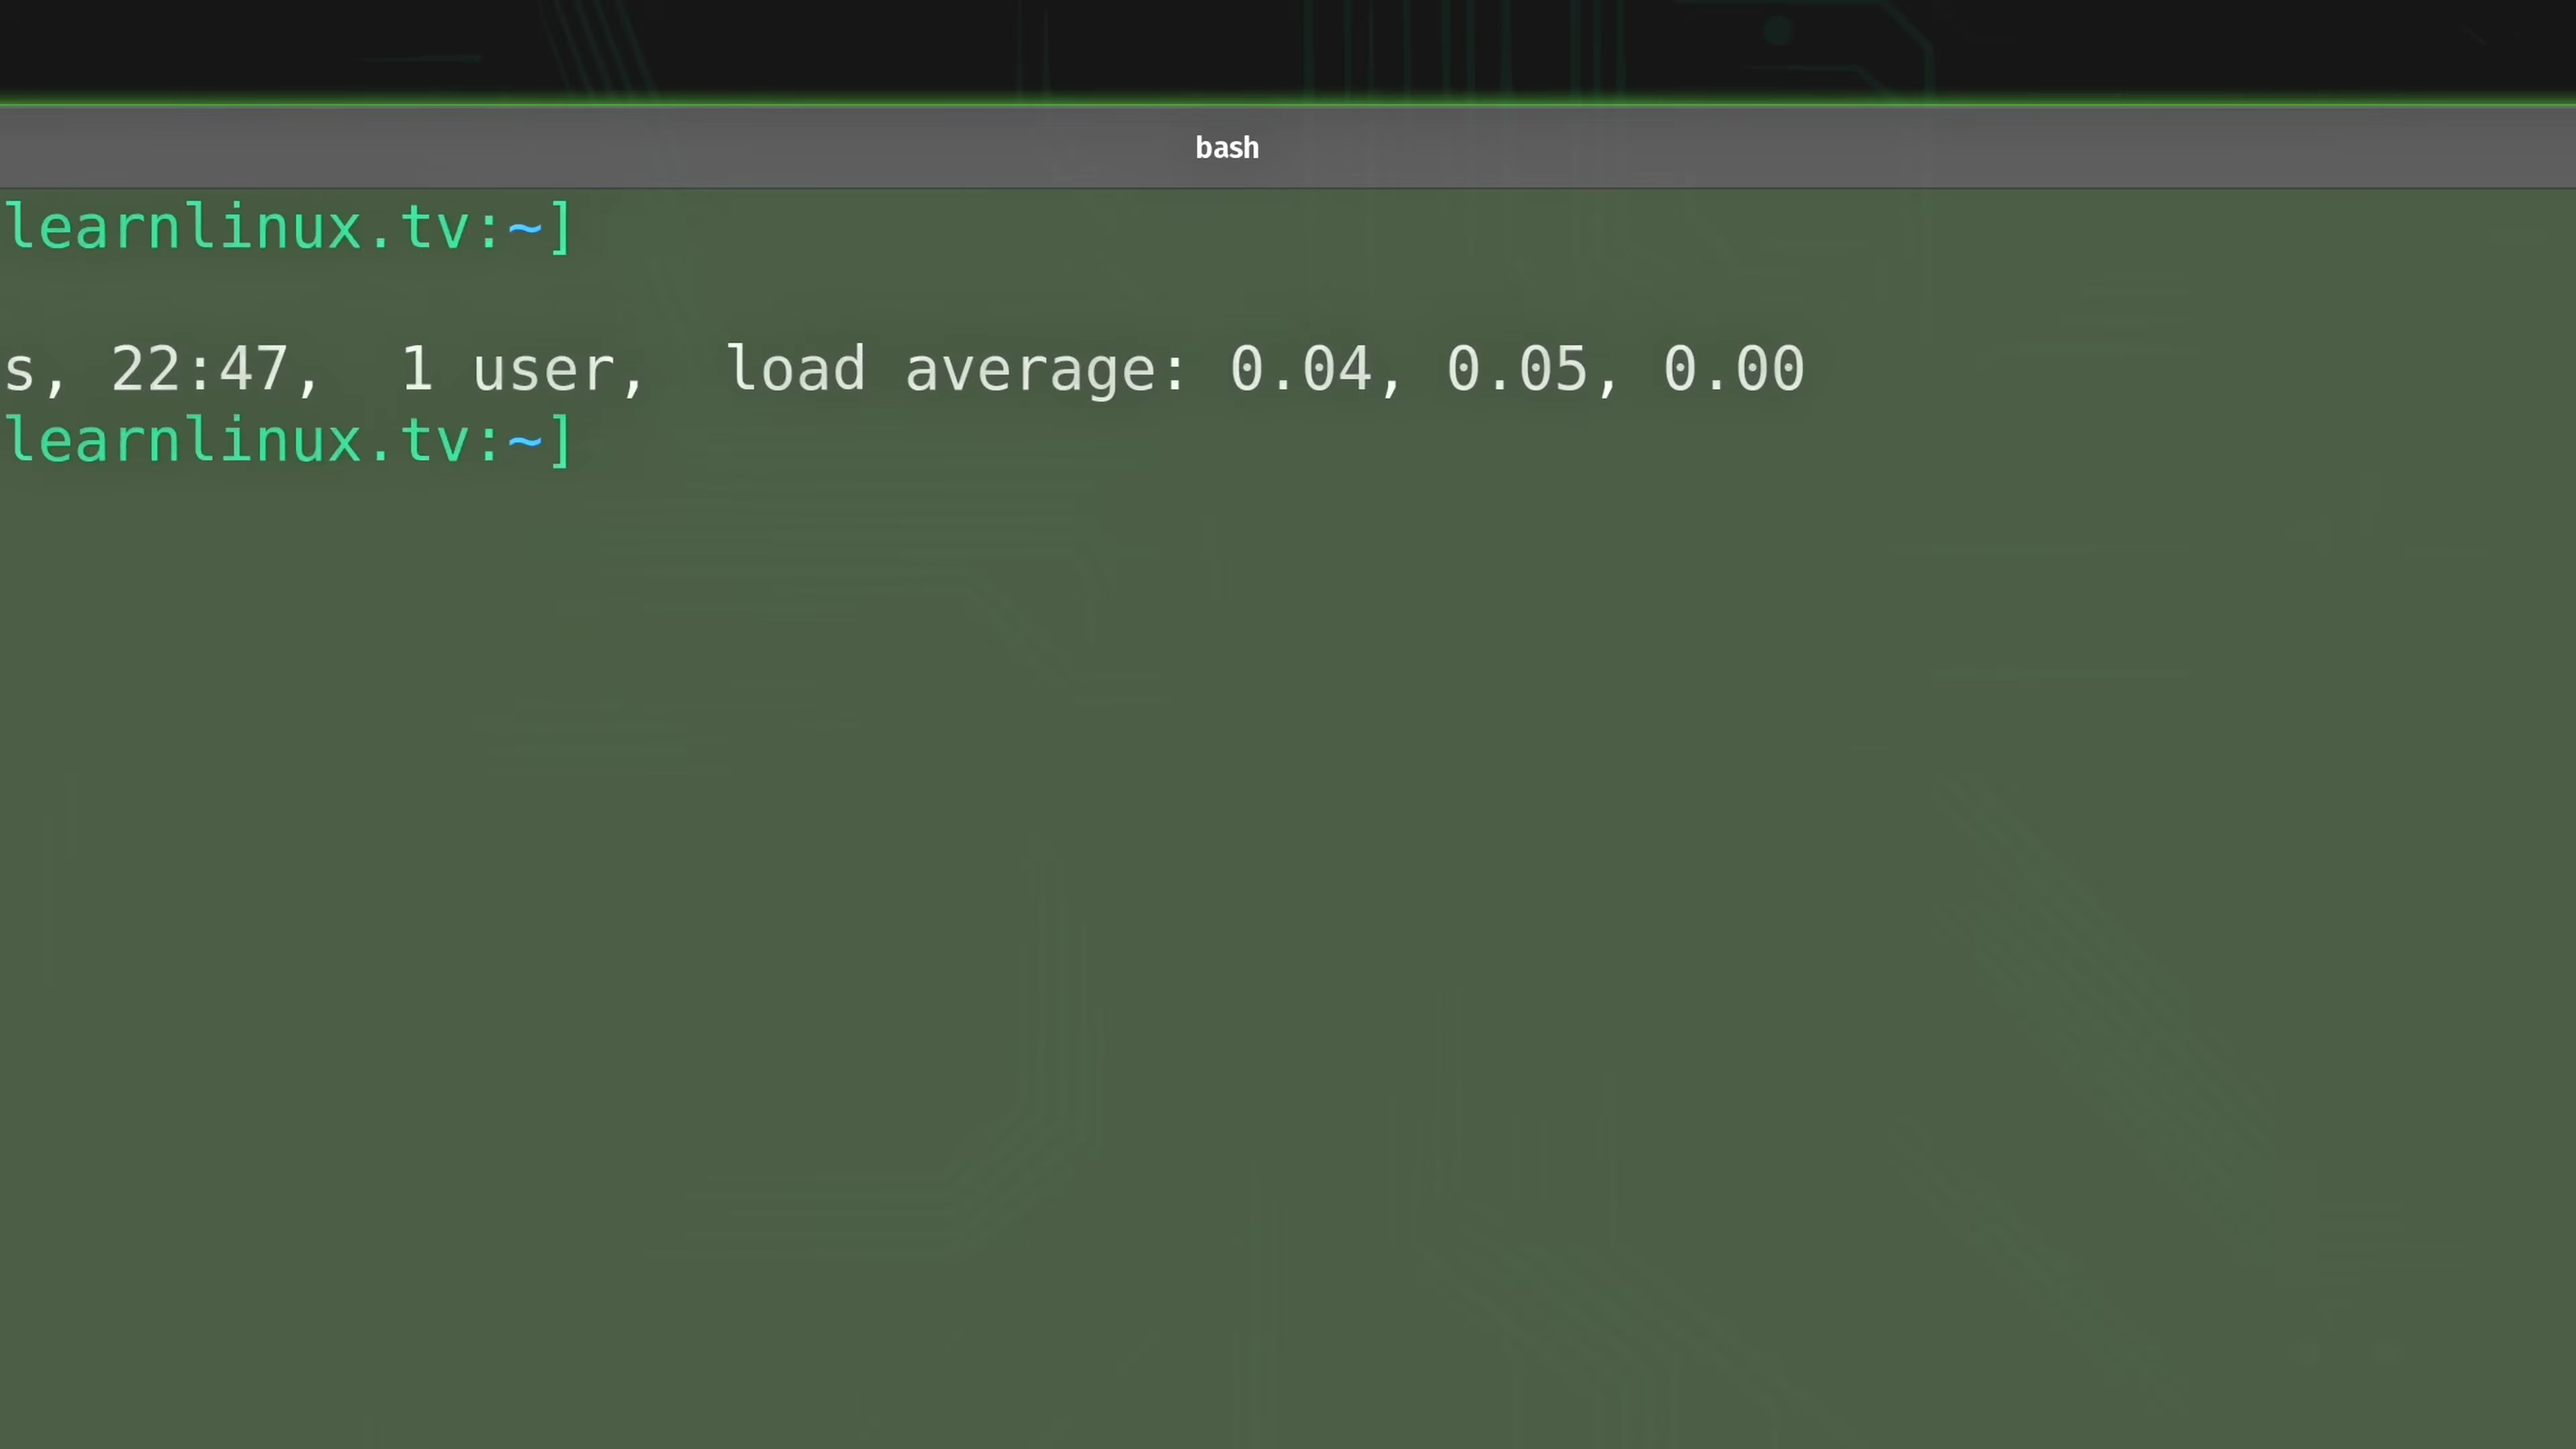 bash
learnlinux.tv:~]
s, 22:47,  1 user,  load average: 0.04, 0.05, 0.00
learnlinux.tv:~]